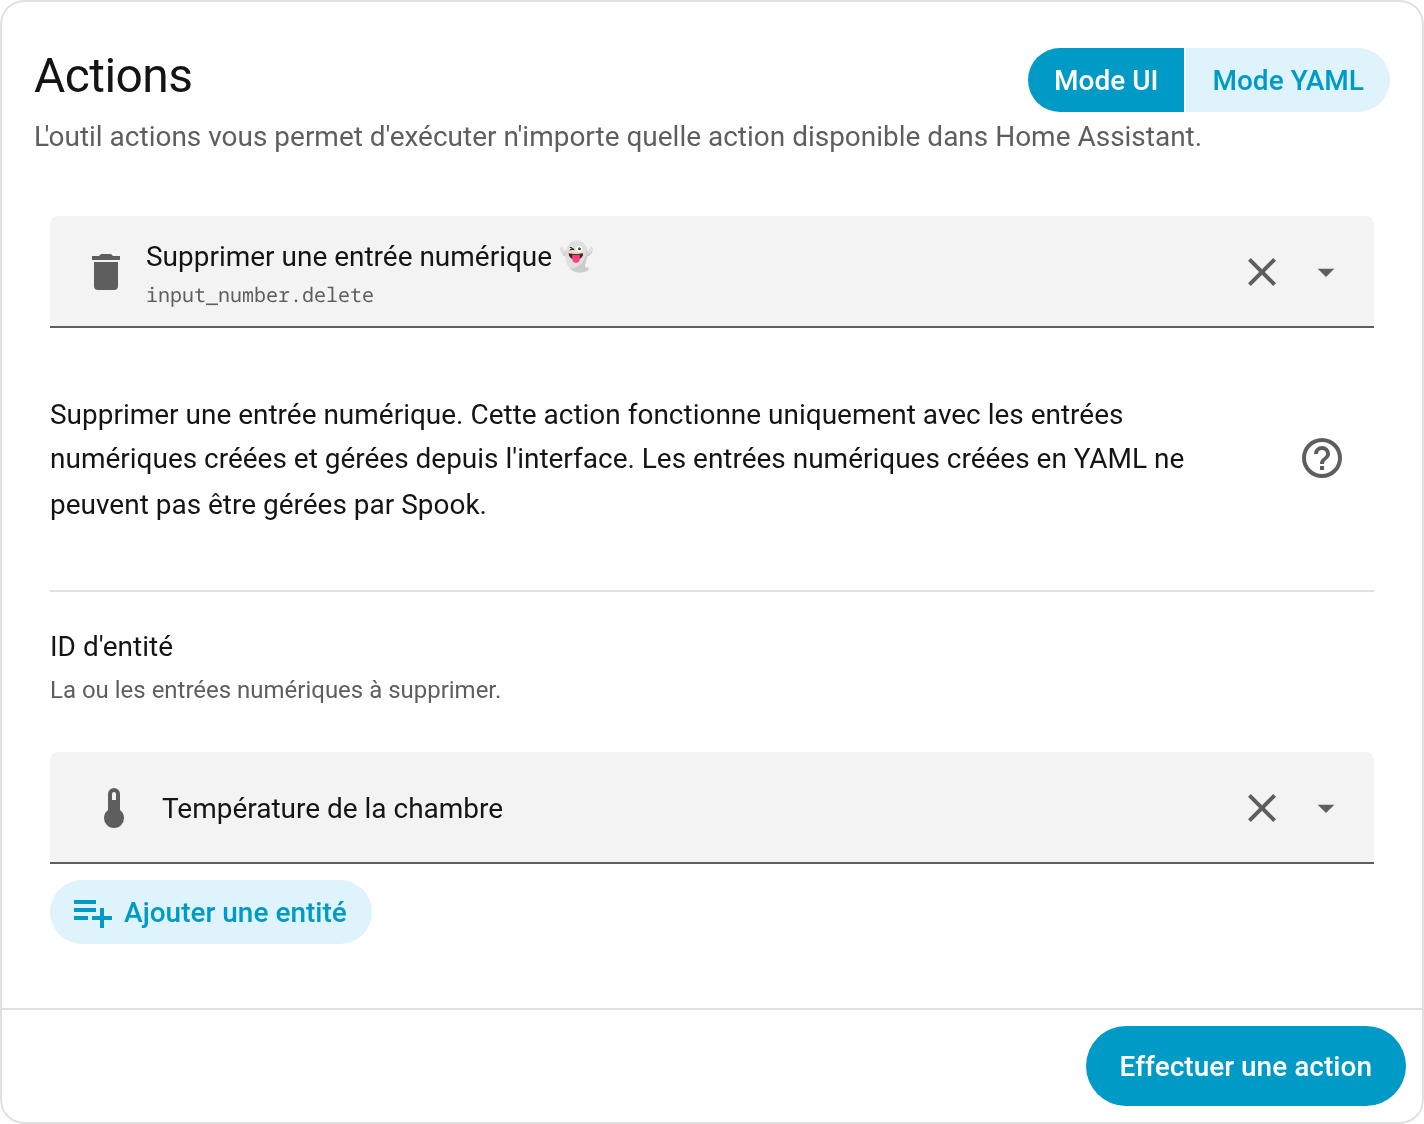 Actions
Mode UI
Mode YAML
L'outil actions vous permet d'exécuter n'importe quelle action disponible dans Home Assistant.
Supprimer une entrée numérique 👻
input_number.delete
Supprimer une entrée numérique. Cette action fonctionne uniquement avec les entrées
numériques créées et gérées depuis l'interface. Les entrées numériques créées en YAML ne
peuvent pas être gérées par Spook.
ID d'entité
La ou les entrées numériques à supprimer.
Température de la chambre
Ajouter une entité
Effectuer une action